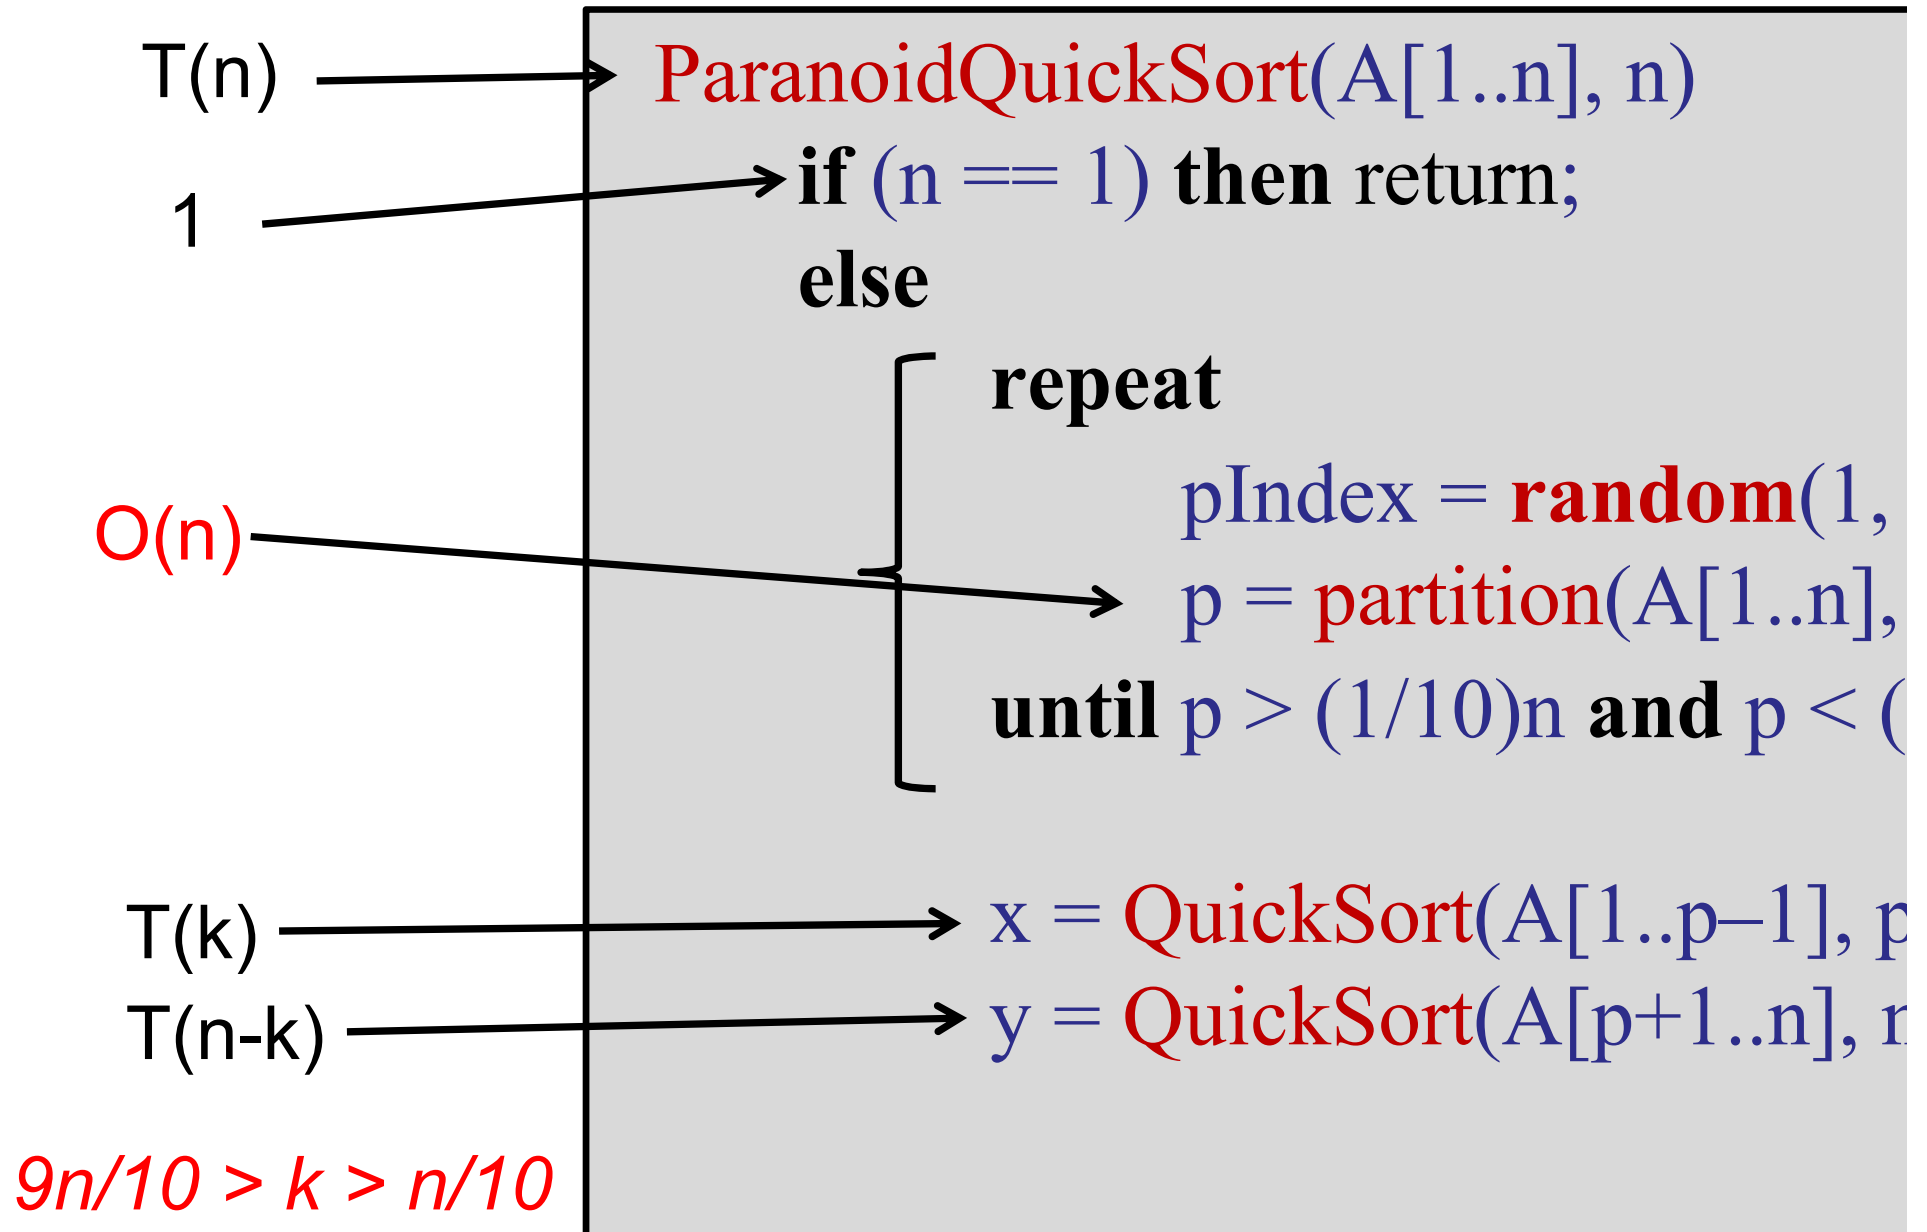 T(n)
ParanoidQuickSort(A[1..n], n)
1
if (n == 1) then return;
else
repeat
pIndex = random(1,
O(n)
p = partition(A[1..n],
until p > (1/10)n and p < (
T(k)
x = QuickSort(A[1..p–1], p
T(n-k)
y = QuickSort(A[p+1..n], n
9n/10 > k > n/10